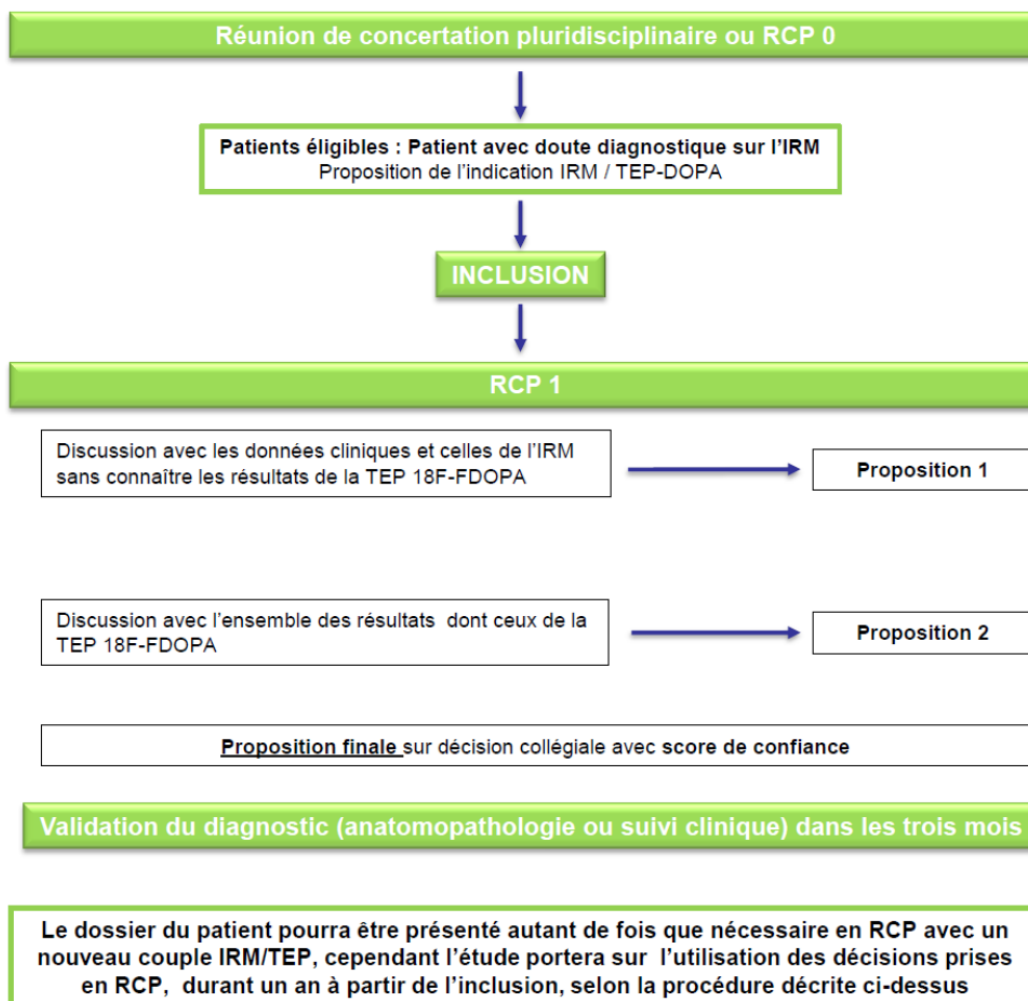 Réunion de concertation pluridisciplinaire ou RCP 0
Patients éligibles : Patient avec doute diagnostique sur l'IRM
Proposition de l'indication IRM / TEP-DOPA
INCLUSION
RCP 1
Discussion avec les données cliniques et celles de l'IRM
sans connaître les résultats de la TEP 18F-FDOPA
Proposition 1
Discussion avec l'ensemble des résultats dont ceux de la
TEP 18F-FDOPA
Proposition 2
Proposition finale sur décision collégiale avec score de confiance
Validation du diagnostic (anatomopathologie ou suivi clinique) dans les trois mois
Le dossier du patient pourra être présenté autant de fois que nécessaire en RCP avec un
nouveau couple IRM/TEP, cependant l'étude portera sur l'utilisation des décisions prises
en RCP, durant un an à partir de l'inclusion, selon la procédure décrite ci-dessus